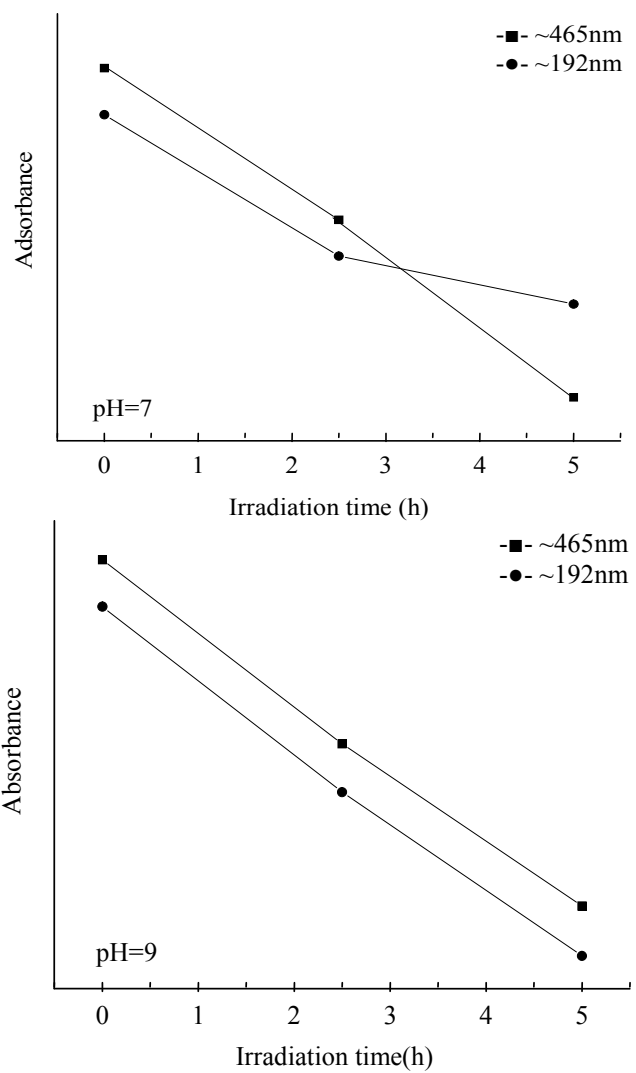 -■- ~465nm
-●- ~192nm
Adsorbance
pH=7
0 1 2 3 4 5
Irradiation time (h)
-■- ~465nm
-●- ~192nm
Absorbance
pH=9
0 1 2 3 4 5
Irradiation time(h)